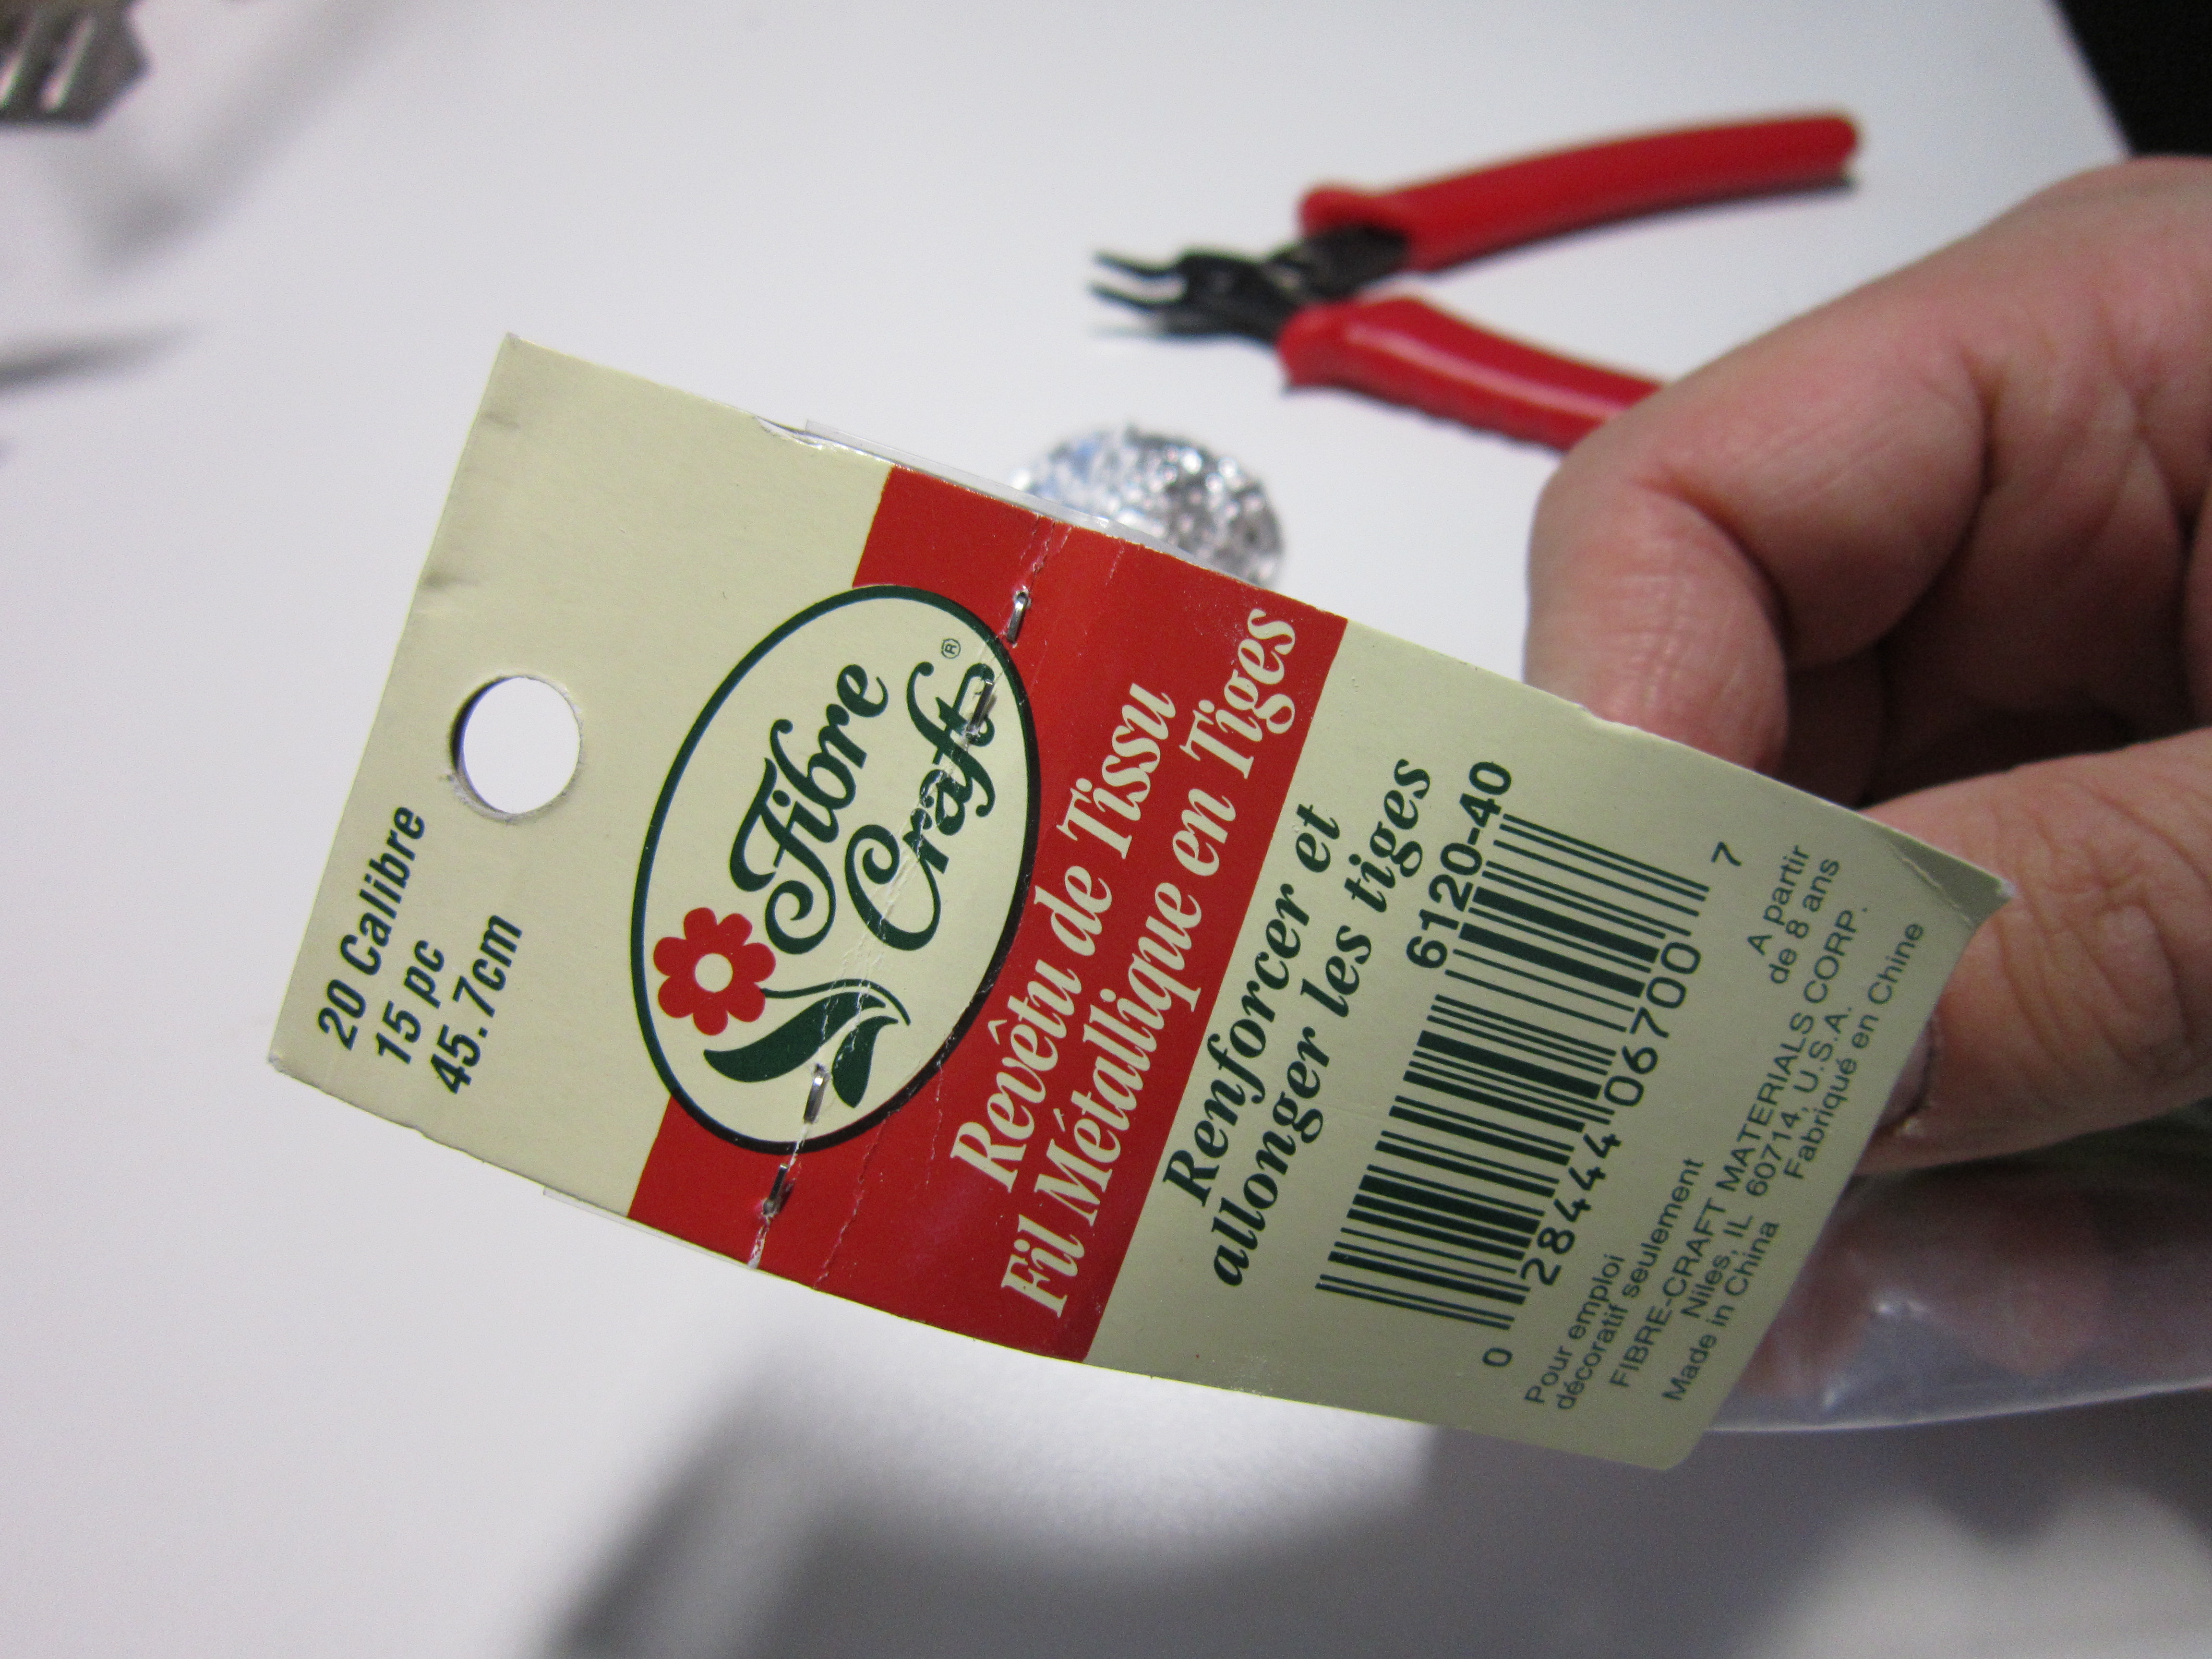 20 Calibre
15 pc
45.7cm
Fibre
Craft®
Revêtu de Tissu
Fil Métallique en Tiges
Renforcer et
allonger les tiges
6120-40
0 28444 06700 7
Pour emploi
décoratif seulement
A partir
de 8 ans
FIBRE-CRAFT MATERIALS CORP.
Niles, IL 60714, U.S.A.
Made in China Fabriqué en Chine